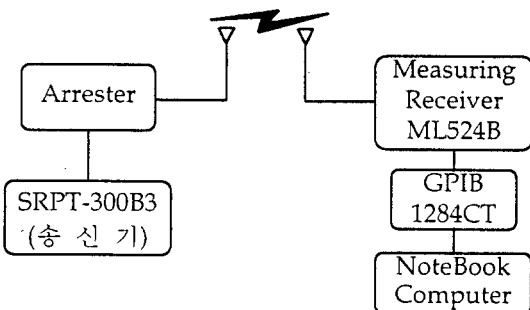 Arrester
SRPT-300B3
(송 신 기)
Measuring
Receiver
ML524B
GPIB
1284CT
NoteBook
Computer